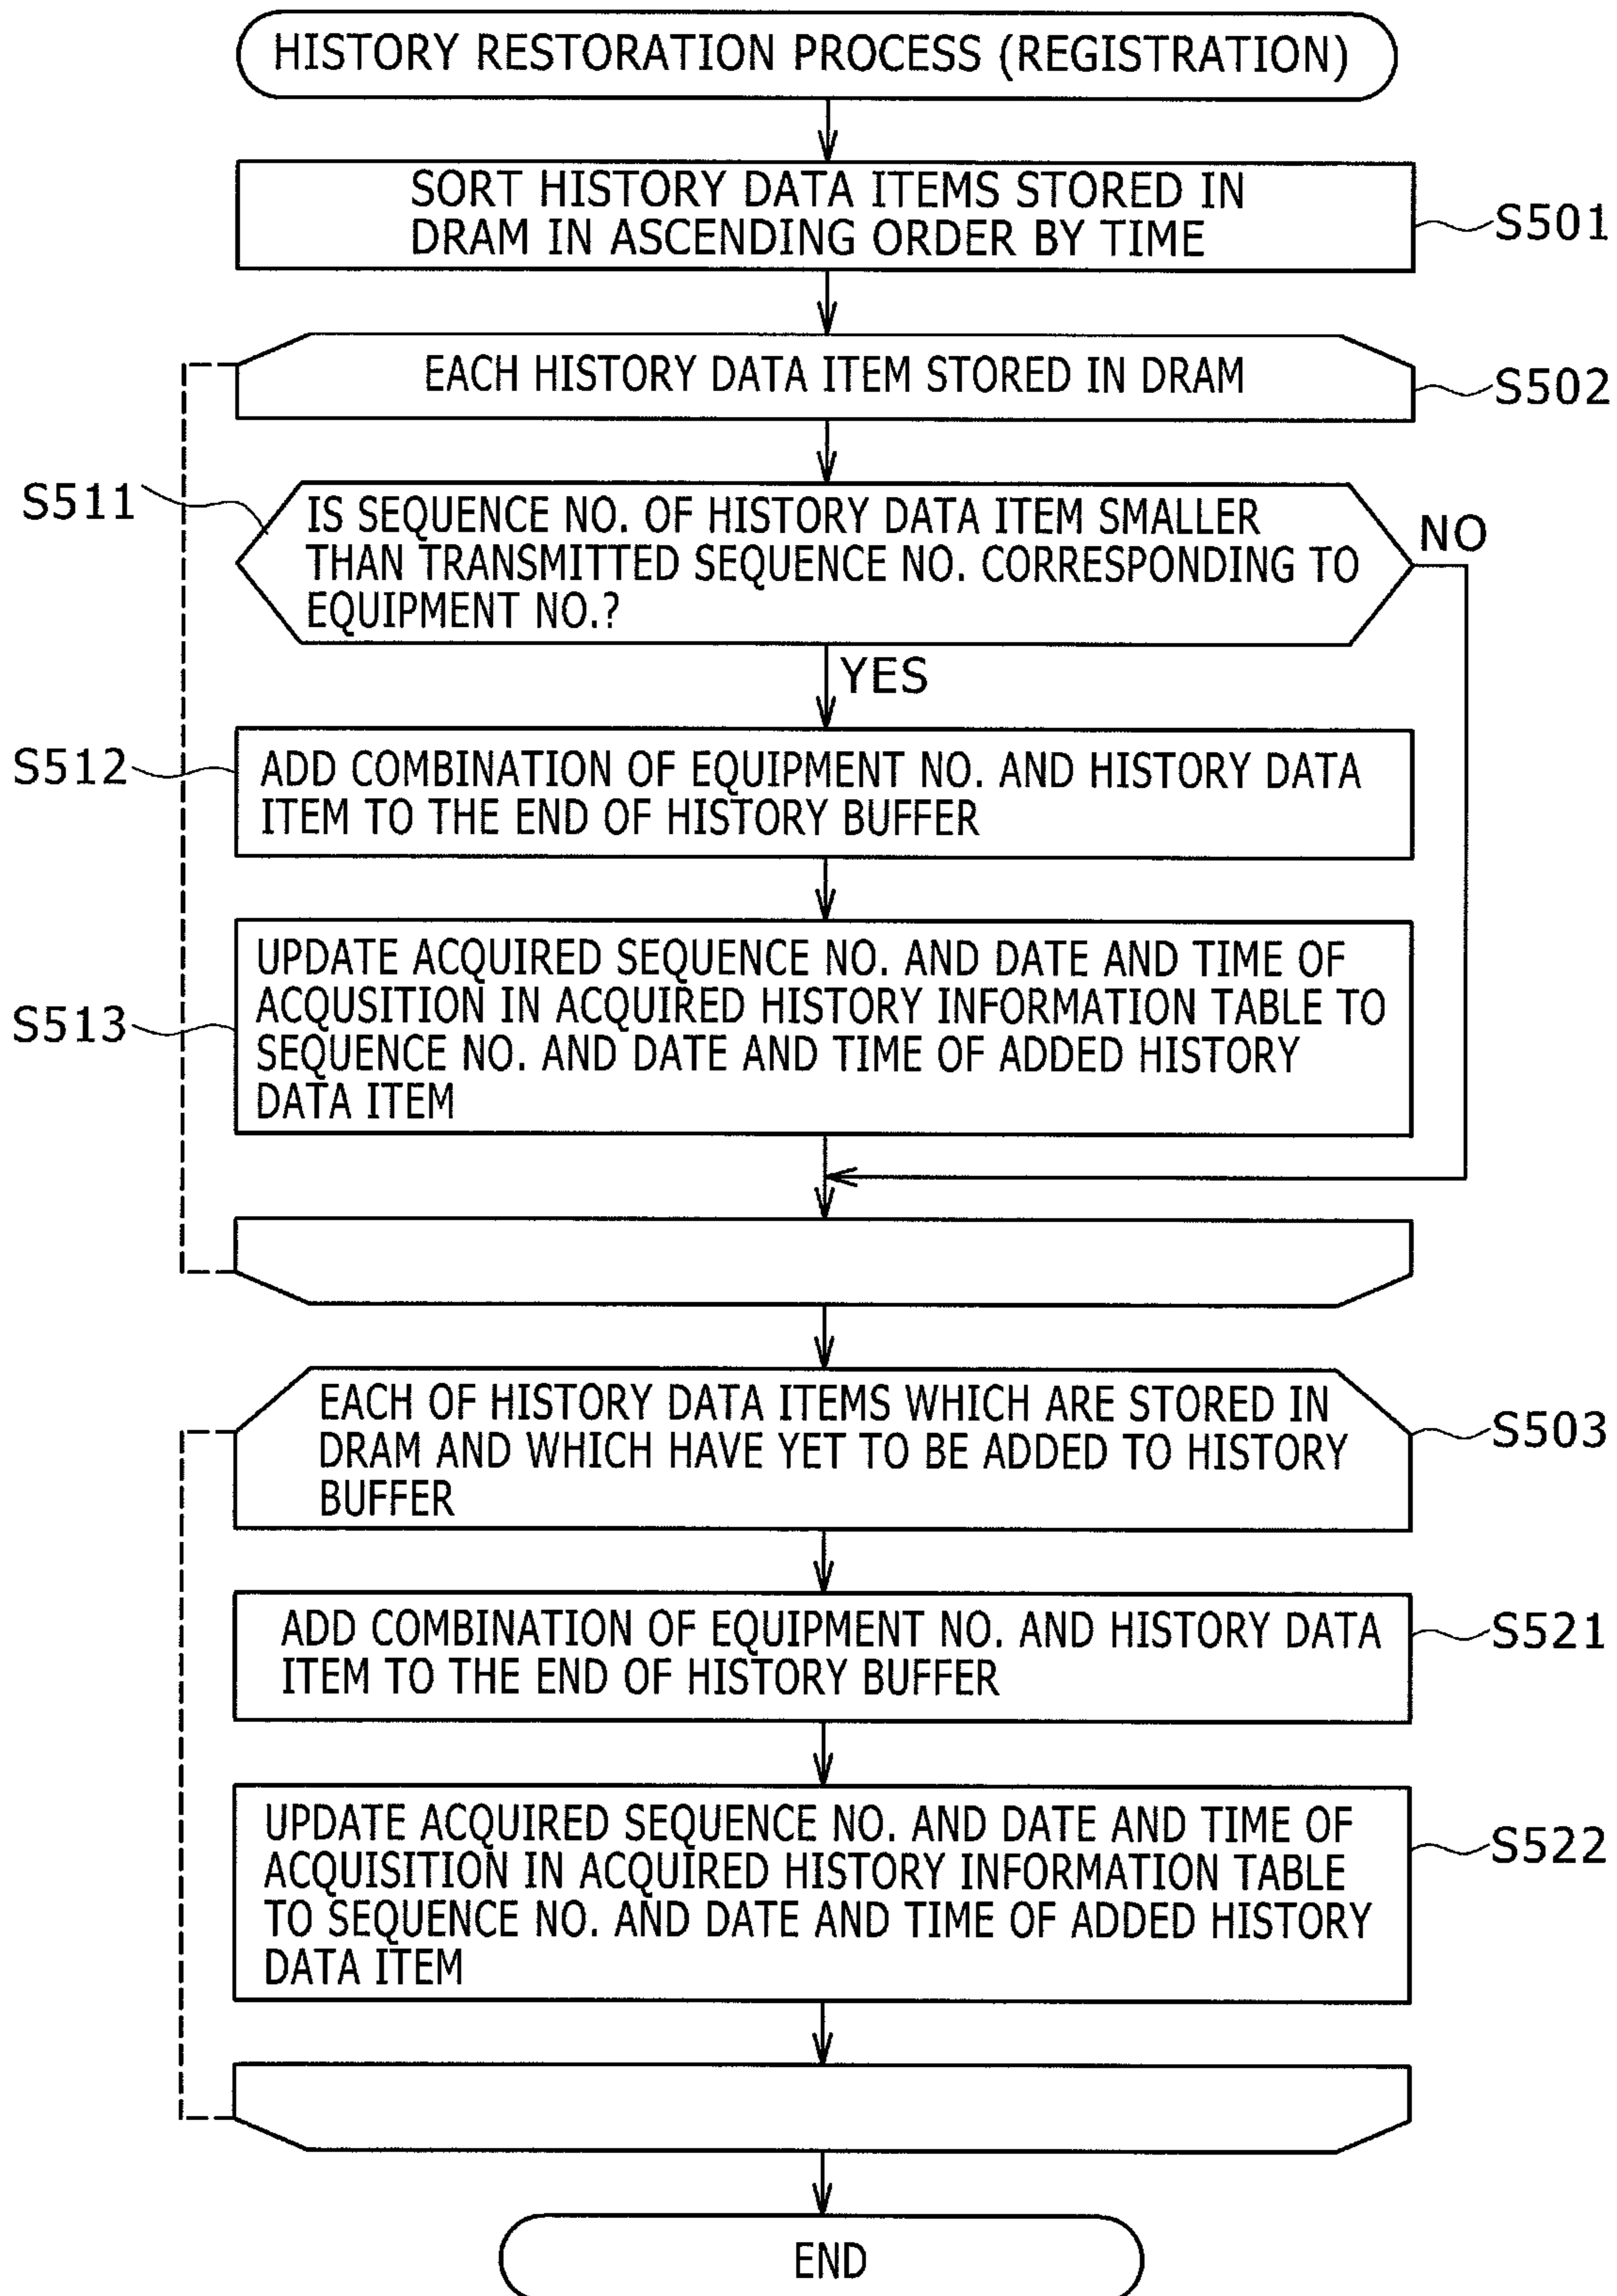 HISTORY RESTORATION PROCESS (REGISTRATION)
SORT HISTORY DATA ITEMS STORED IN
DRAM IN ASCENDING ORDER BY TIME
S501
EACH HISTORY DATA ITEM STORED IN DRAM
S502
S511
IS SEQUENCE NO. OF HISTORY DATA ITEM SMALLER
THAN TRANSMITTED SEQUENCE NO. CORRESPONDING TO
EQUIPMENT NO.?
NO
YES
S512
ADD COMBINATION OF EQUIPMENT NO. AND HISTORY DATA
ITEM TO THE END OF HISTORY BUFFER
S513
UPDATE ACQUIRED SEQUENCE NO. AND DATE AND TIME OF
ACQUSITION IN ACQUIRED HISTORY INFORMATION TABLE TO
SEQUENCE NO. AND DATE AND TIME OF ADDED HISTORY
DATA ITEM
EACH OF HISTORY DATA ITEMS WHICH ARE STORED IN
DRAM AND WHICH HAVE YET TO BE ADDED TO HISTORY
BUFFER
S503
ADD COMBINATION OF EQUIPMENT NO. AND HISTORY DATA
ITEM TO THE END OF HISTORY BUFFER
S521
UPDATE ACQUIRED SEQUENCE NO. AND DATE AND TIME OF
ACQUISITION IN ACQUIRED HISTORY INFORMATION TABLE
TO SEQUENCE NO. AND DATE AND TIME OF ADDED HISTORY
DATA ITEM
S522
END